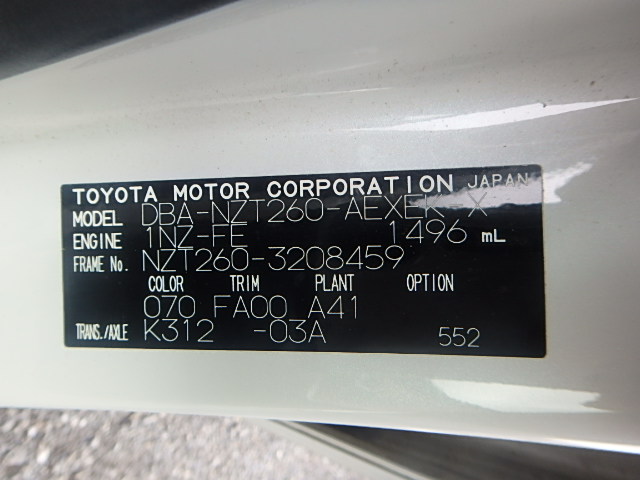 TOYOTA MOTOR CORPORATION JAPAN
MODEL DBA-NZT260-AEXEK X
ENGINE 1NZ-FE 1496 mL
FRAME No. NZT260-3208459
COLOR TRIM PLANT OPTION
070 FA00 A41
TRANS./AXLE K312 -03A 552